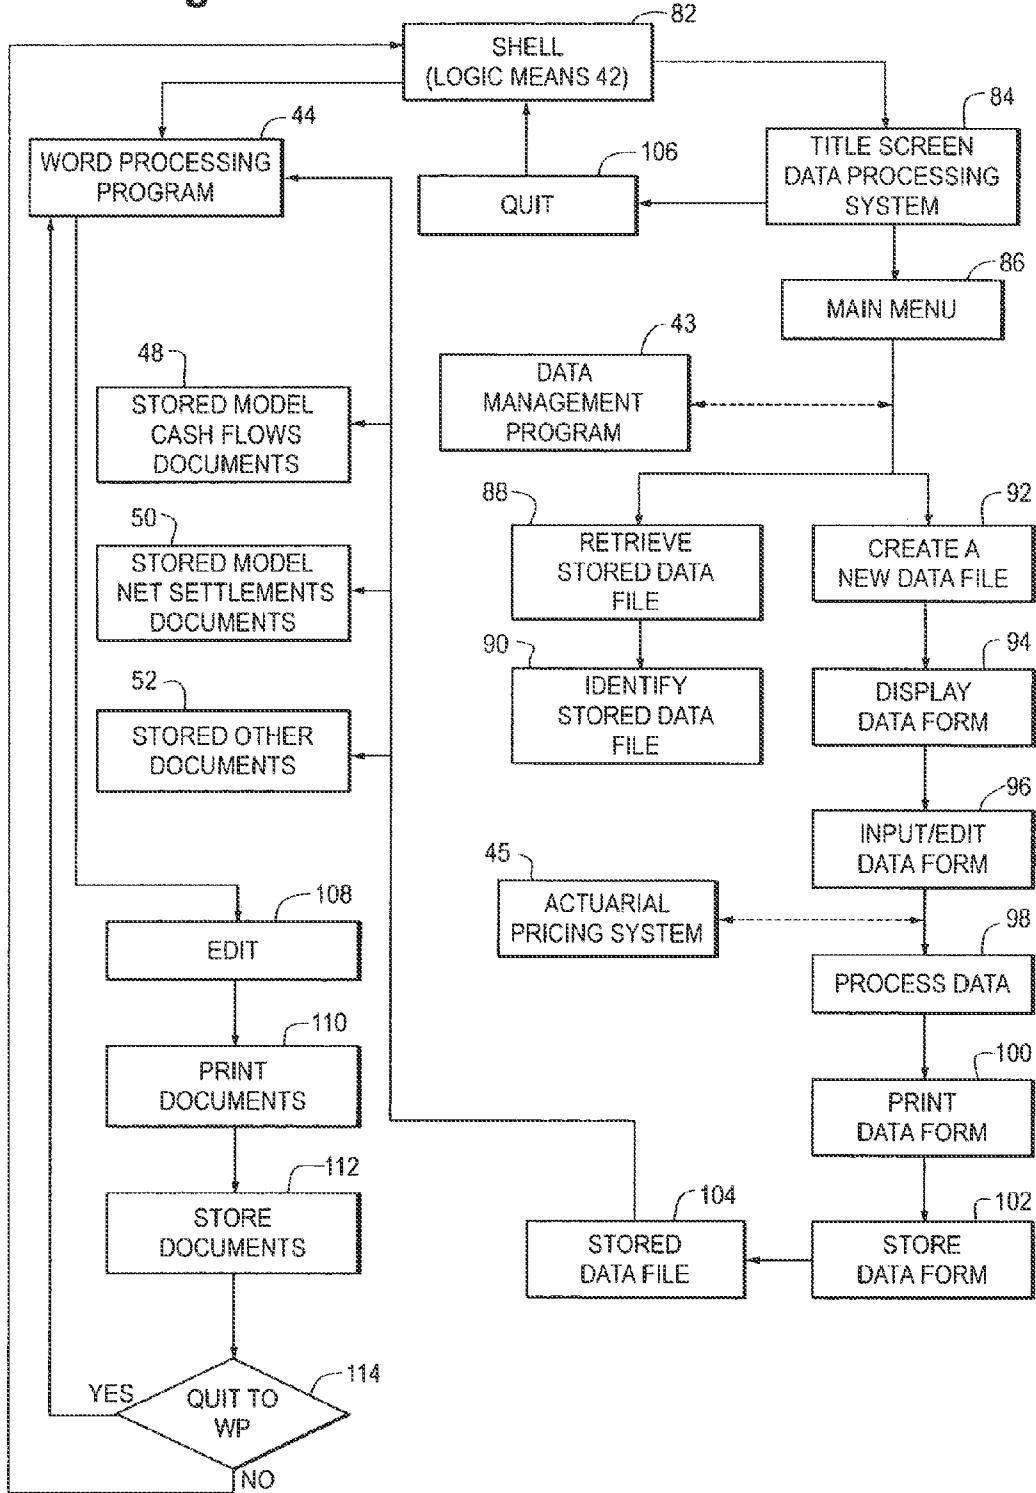 82
SHELL
(LOGIC MEANS 42)
44
WORD PROCESSING
PROGRAM
106
QUIT
84
TITLE SCREEN
DATA PROCESSING
SYSTEM
86
MAIN MENU
43
DATA
MANAGEMENT
PROGRAM
48
STORED MODEL
CASH FLOWS
DOCUMENTS
88
RETRIEVE
STORED DATA
FILE
92
CREATE A
NEW DATA FILE
50
STORED MODEL
NET SETTLEMENTS
DOCUMENTS
90
IDENTIFY
STORED DATA
FILE
94
DISPLAY
DATA FORM
52
STORED OTHER
DOCUMENTS
96
INPUT/EDIT
DATA FORM
45
ACTUARIAL
PRICING SYSTEM
108
EDIT
98
PROCESS DATA
110
PRINT
DOCUMENTS
100
PRINT
DATA FORM
112
STORE
DOCUMENTS
104
STORED
DATA FILE
102
STORE
DATA FORM
114
YES
QUIT TO
WP
NO